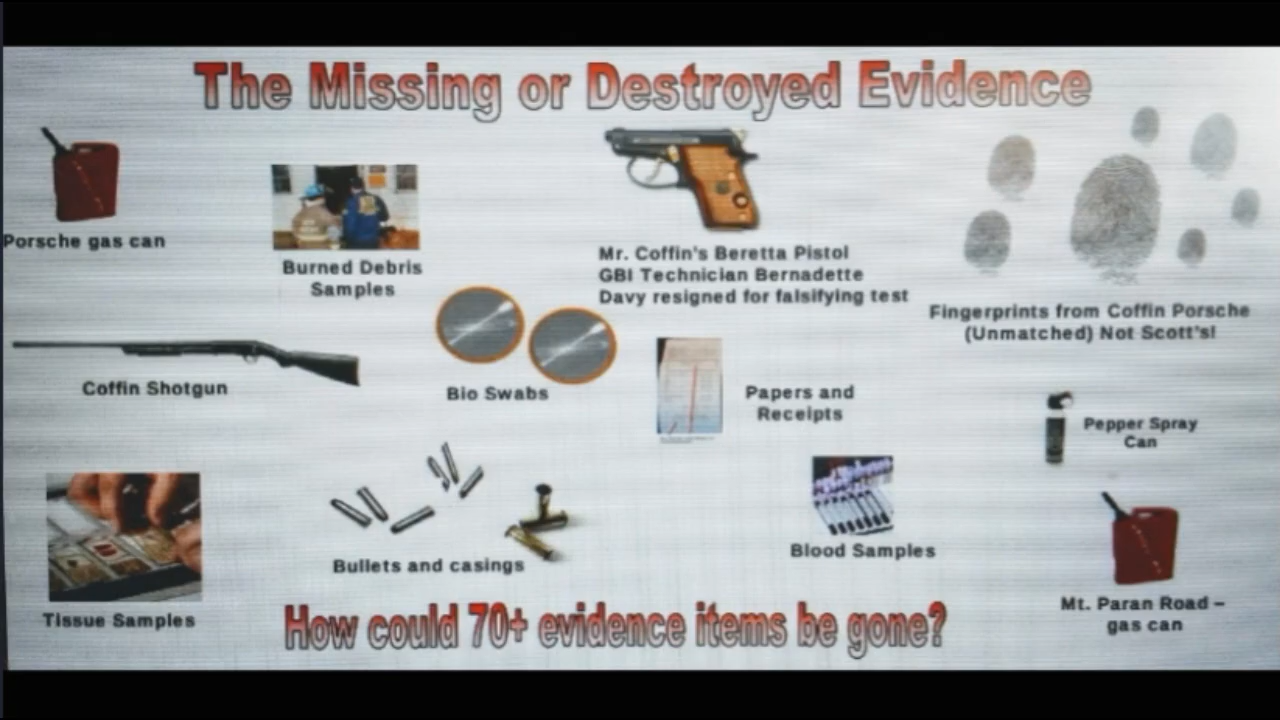 The Missing or Destroyed Evidence
Porsche gas can
Burned Debris
Samples
Mr. Coffin's Beretta Pistol
GBI Technician Bernadette
Davy resigned for falsifying test
Fingerprints from Coffin Porsche
(Unmatched) Not Scott's!
Coffin Shotgun
Bio Swabs
Papers and
Receipts
Pepper Spray
Can
Tissue Samples
Bullets and casings
Blood Samples
Mt. Paran Road –
gas can
How could 70+ evidence items be gone?